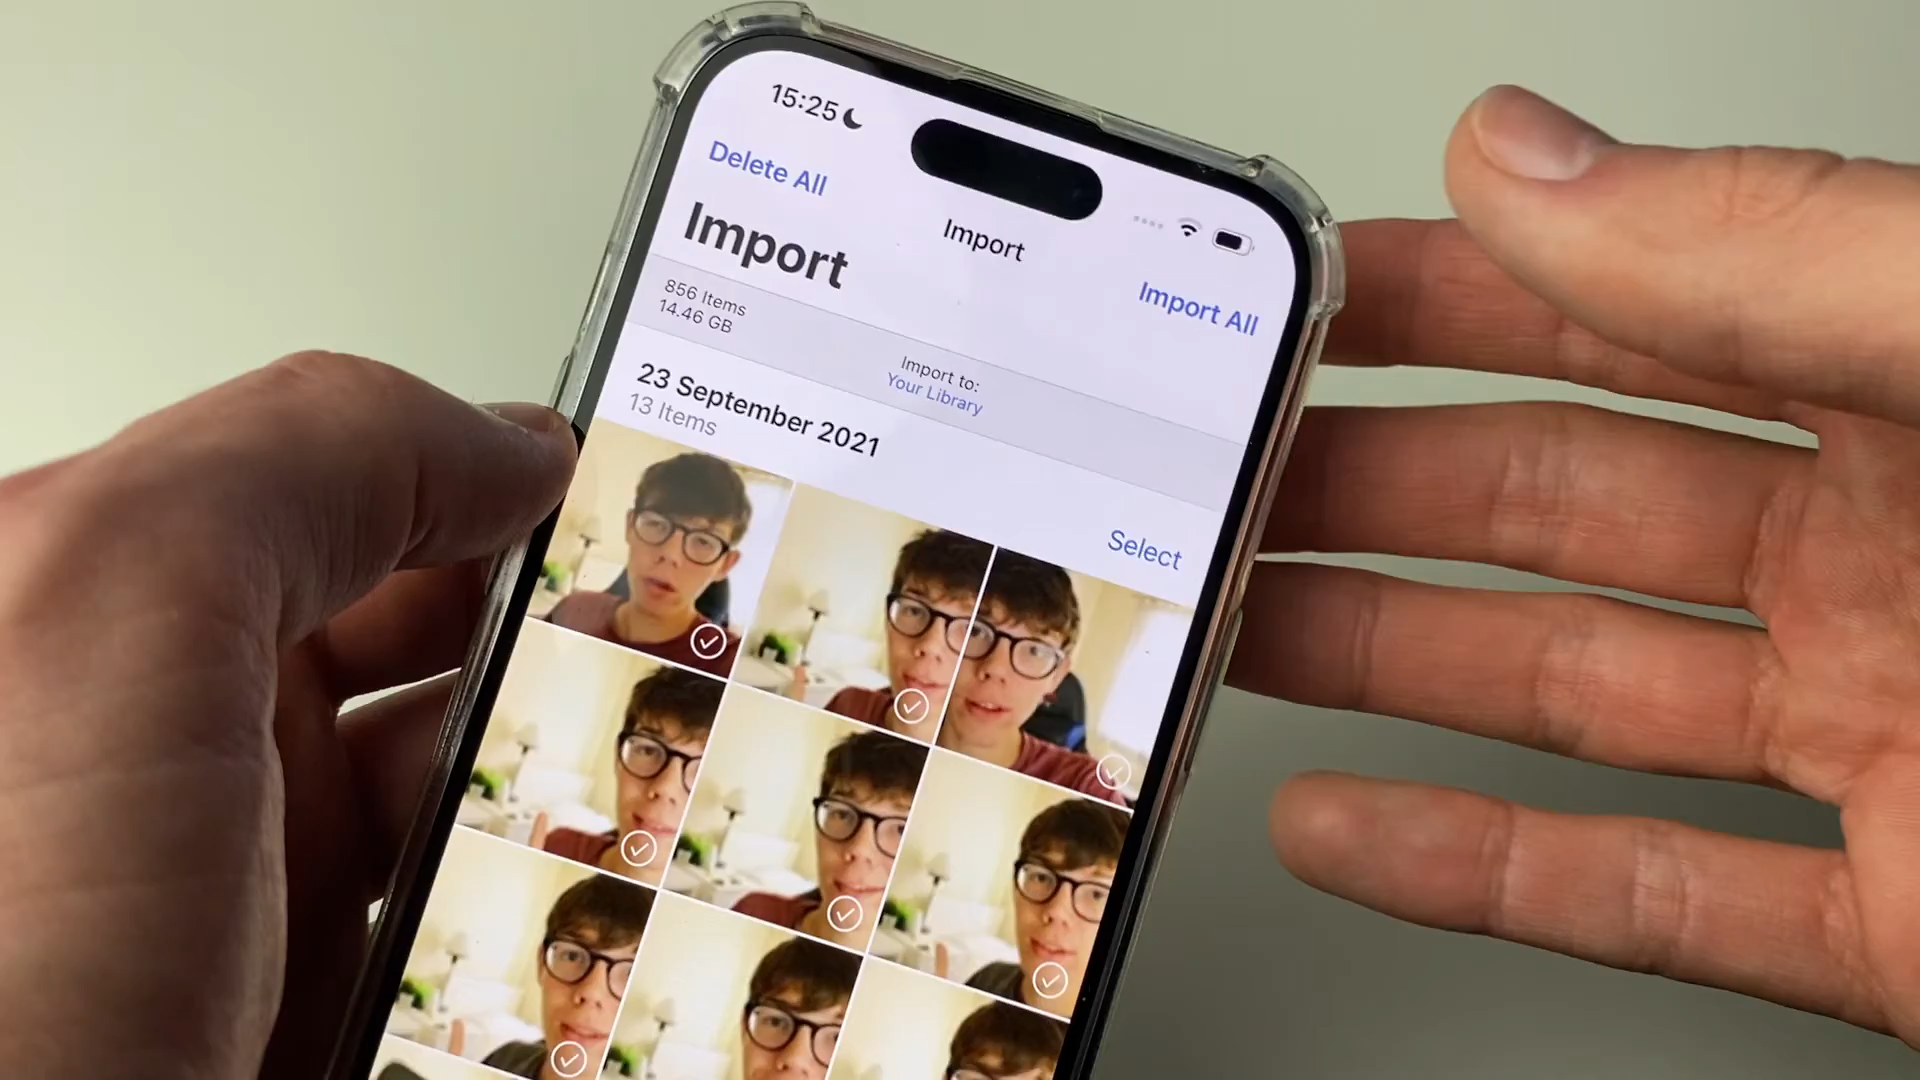 15:25
Delete All
Import
Import All
Import
856 Items
14.46 GB
Import to:
Your Library
23 September 2021
13 Items
Select